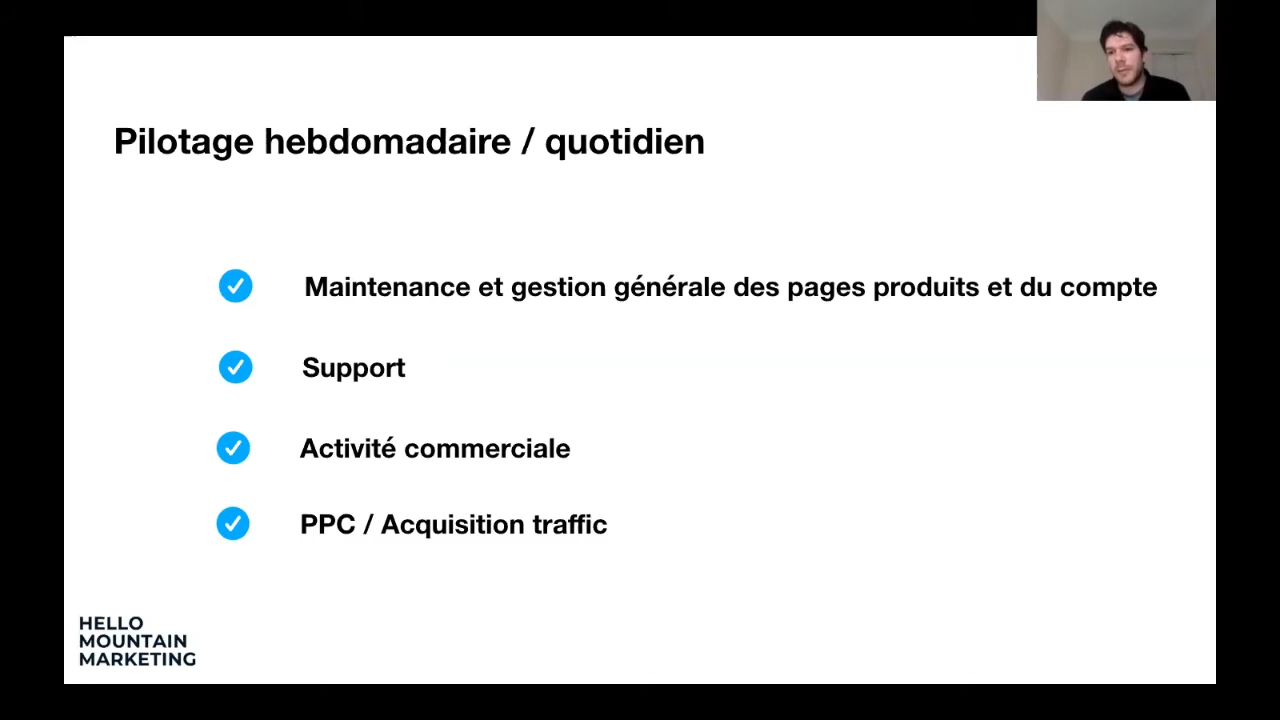 Pilotage hebdomadaire / quotidien
Maintenance et gestion générale des pages produits et du compte
Support
Activité commerciale
PPC / Acquisition traffic
HELLO
MOUNTAIN
MARKETING